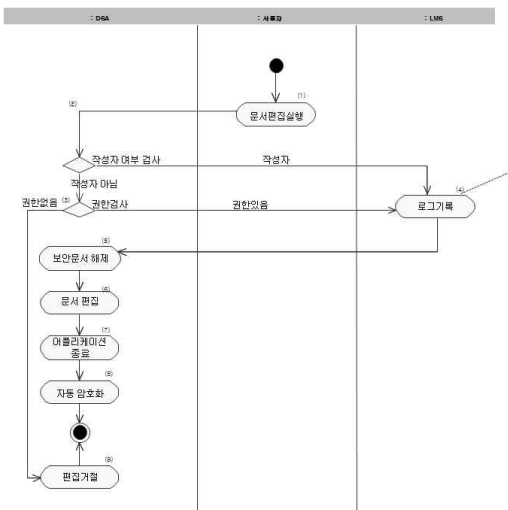 : DSA
: 사용자
: LMS
(1)
문서편집실행
(2)
작성자 여부 검사
작성자
작성자 아님
권한없음
(3)
권한검사
권한있음
(4)
로그기록
(5)
보안문서 해제
(6)
문서 편집
(7)
어플리케이션
종료
(8)
자동 암호화
(9)
편집거절